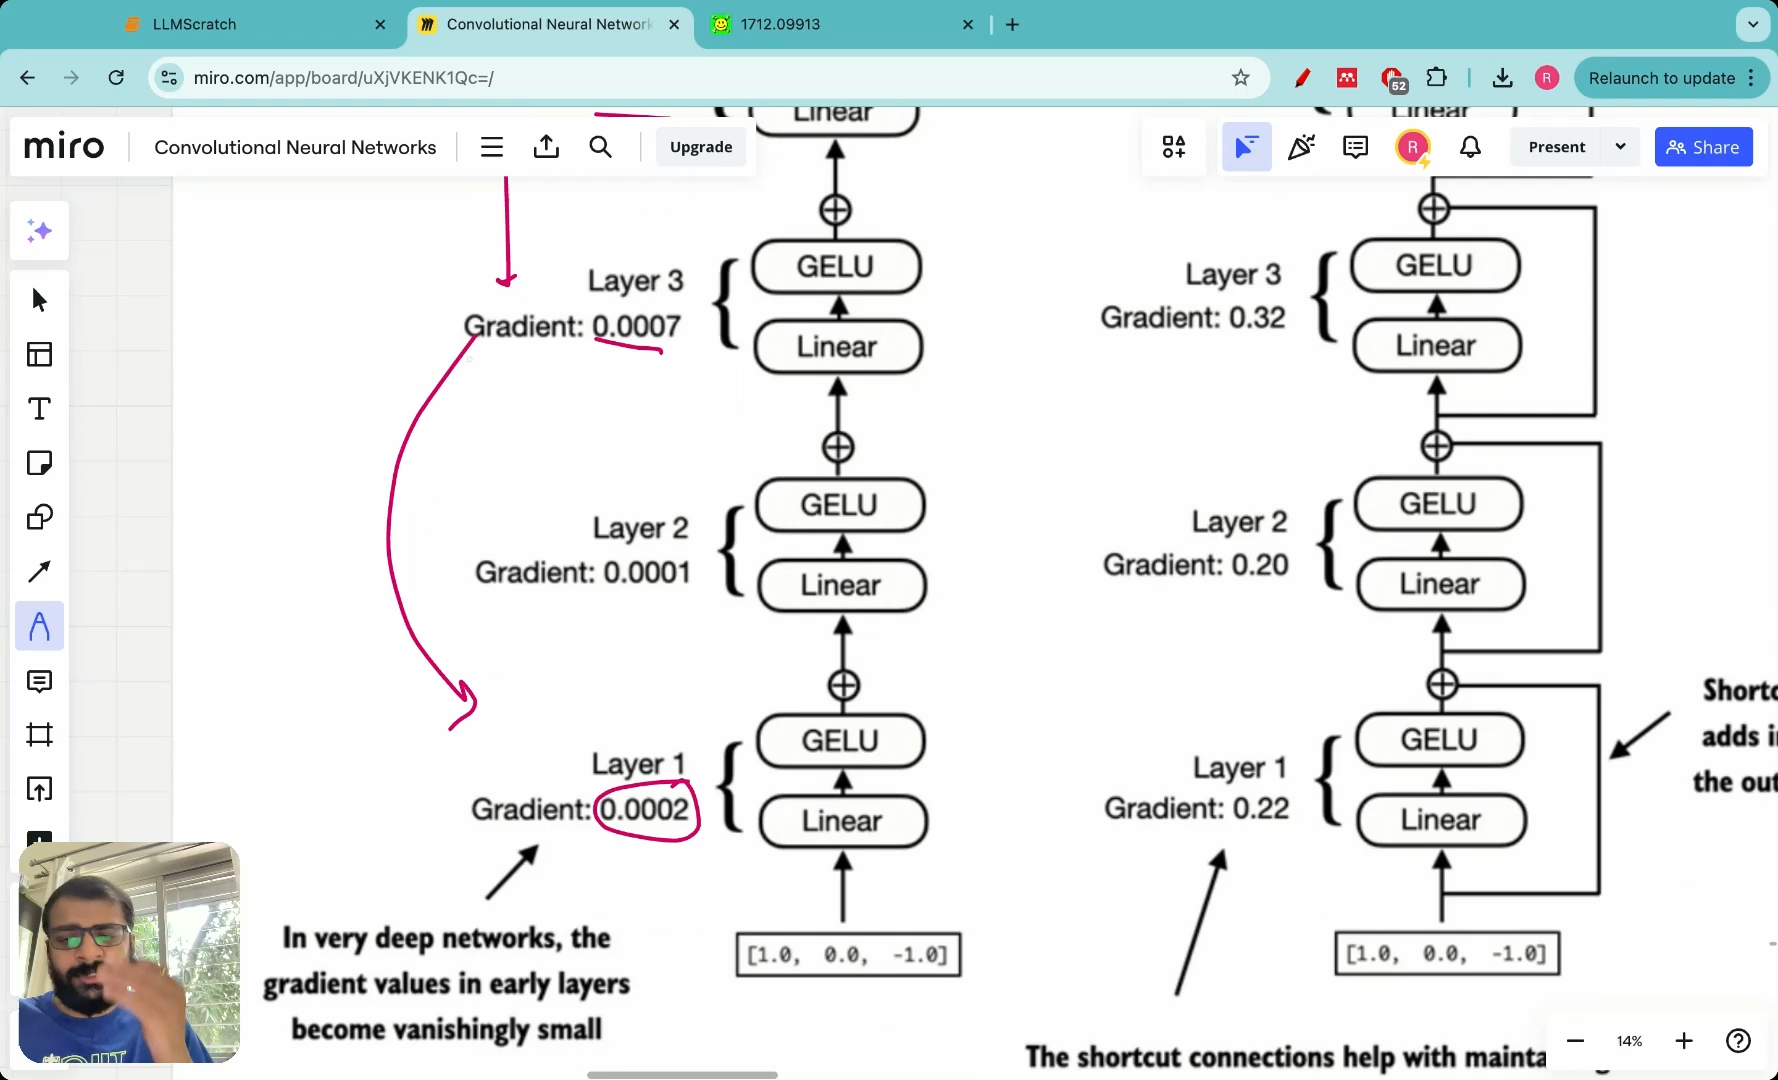 LLMScratch
Convolutional Neural Network
1712.09913
miro.com/app/board/uXjVKENK1Qc=/
52
R
Relaunch to update
Linear
Linear
miro
Convolutional Neural Networks
Upgrade
R
Present
Share
Layer 3
Gradient: 0.0007
GELU
Linear
Layer 3
Gradient: 0.32
GELU
Linear
Layer 2
Gradient: 0.0001
GELU
Linear
Layer 2
Gradient: 0.20
GELU
Linear
Layer 1
Gradient: 0.0002
GELU
Linear
Layer 1
Gradient: 0.22
GELU
Linear
the out
In very deep networks, the
gradient values in early layers
become vanishingly small
[1.0, 0.0, -1.0]
[1.0, 0.0, -1.0]
The shortcut connections help with
14%